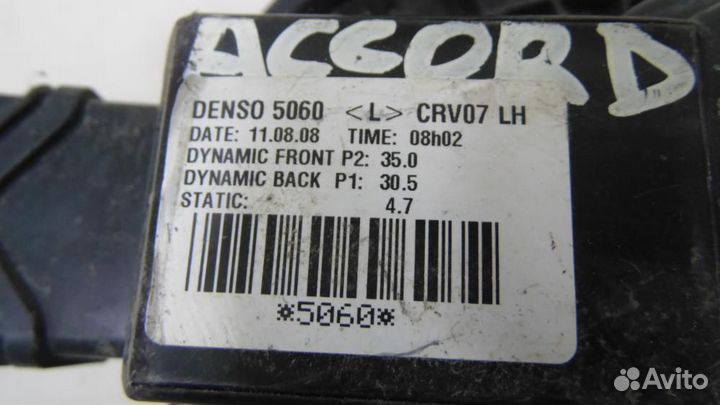 ACCORD
DENSO 5060 <L> CRV07 LH
DATE: 11.08.08 TIME: 08h02
DYNAMIC FRONT P2: 35.0
DYNAMIC BACK P1: 30.5
STATIC: 4.7
*5060*
Avito